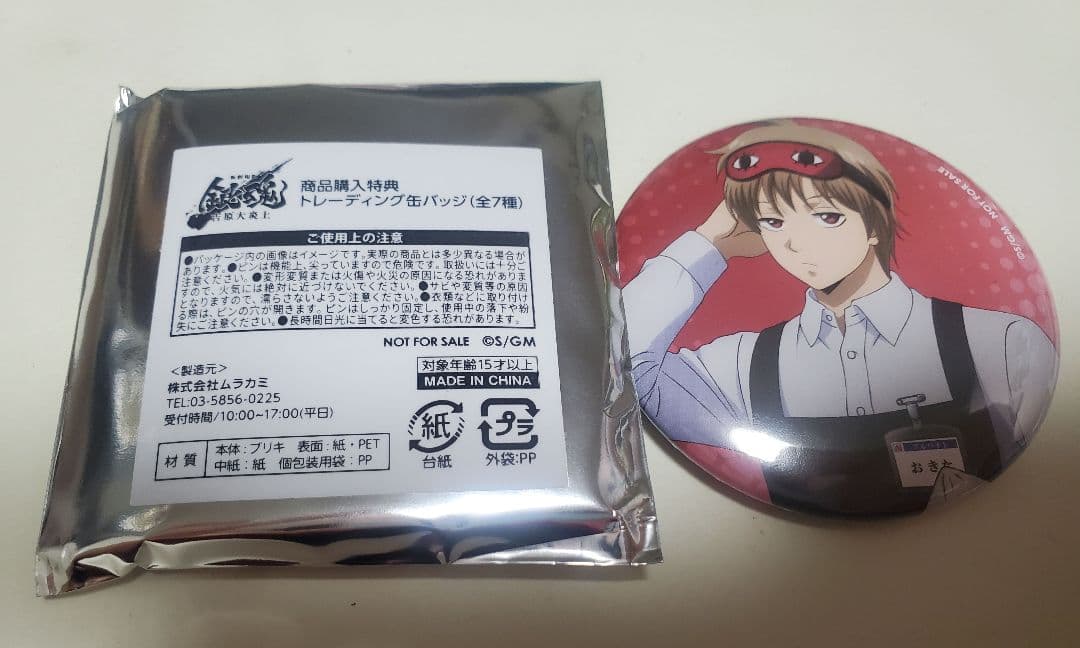 新劇場版
銀魂
吉原大炎上
商品購入特典
トレーディング缶バッジ(全7種)
ご使用上の注意
●パッケージ内の画像はイメージです。実際の商品とは多少異なる場合が
あります。●ピンは機能上、尖っていますので危険です。取扱いには十分ご
注意ください。●変形変質または火傷や火災の原因になる恐れがありま
すので、火気には絶対に近づけないでください。●サビや変質等の原因
となりますので、濡らさないようご注意ください。●衣類などに取り付け
る際は、ピンの穴が開きます。ピンはしっかり固定し、使用中の落下や紛
失にご注意ください。●長時間日光に当てると変色する恐れがあります。
NOT FOR SALE ©S/GM
<製造元>
株式会社ムラカミ
TEL:03-5856-0225
受付時間/10:00~17:00(平日)
対象年齢15才以上
MADE IN CHINA
材質
本体:ブリキ 表面:紙・PET
中紙:紙 個包装用袋:PP
紙
台紙
プラ
外袋:PP
©S/GM NOT FOR SALE
アルバイト
おきた